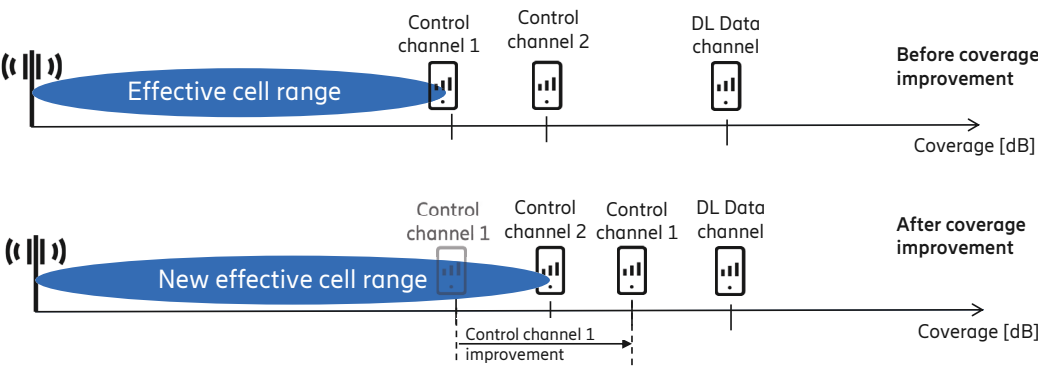 Control
channel 1
Control
channel 2
DL Data
channel
Before coverage
improvement
Effective cell range
Coverage [dB]
Control
channel 1
Control
channel 2
Control
channel 1
DL Data
channel
After coverage
improvement
New effective cell range
Coverage [dB]
Control channel 1
improvement